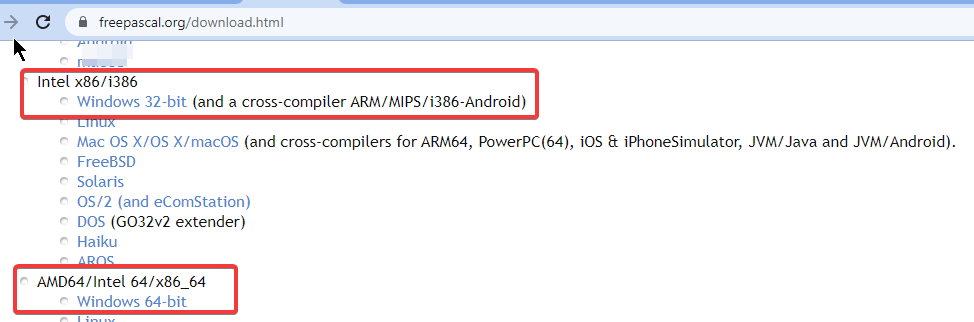 freepascal.org/download.html
Android
macOS
Intel x86/i386
Windows 32-bit (and a cross-compiler ARM/MIPS/i386-Android)
Linux
Mac OS X/OS X/macOS (and cross-compilers for ARM64, PowerPC(64), iOS & iPhoneSimulator, JVM/Java and JVM/Android).
FreeBSD
Solaris
OS/2 (and eComStation)
DOS (GO32v2 extender)
Haiku
AROS
AMD64/Intel 64/x86_64
Windows 64-bit
Linux